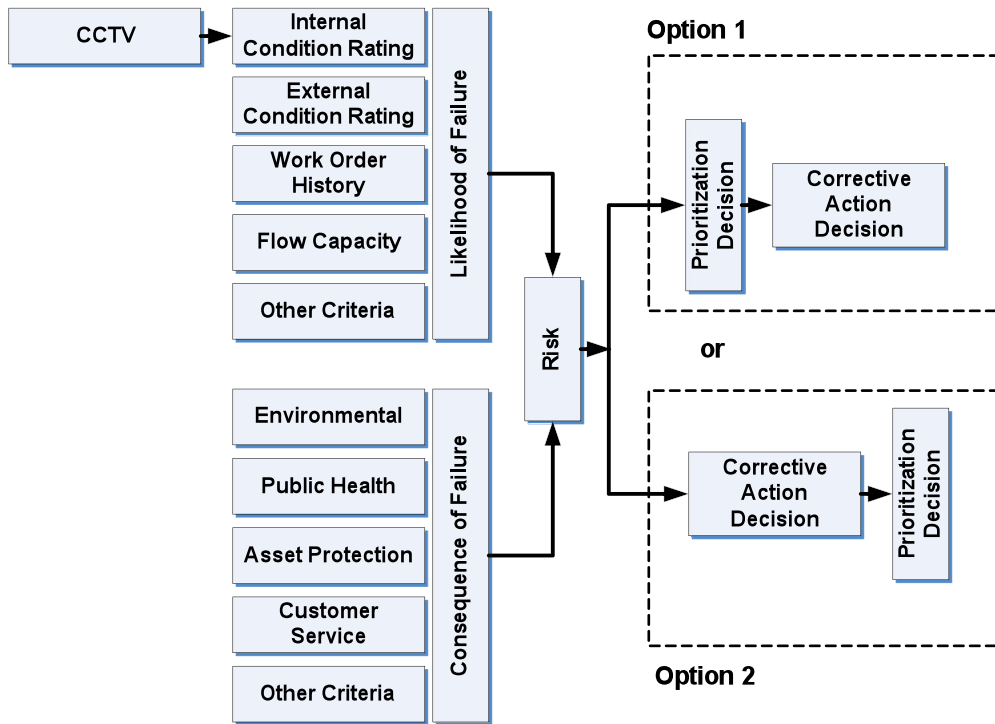 CCTV
Internal
Condition Rating
External
Condition Rating
Work Order
History
Flow Capacity
Other Criteria
Likelihood of Failure
Environmental
Public Health
Asset Protection
Customer
Service
Other Criteria
Consequence of Failure
Risk
Option 1
Prioritization
Decision
Corrective
Action
Decision
or
Corrective
Action
Decision
Prioritization
Decision
Option 2